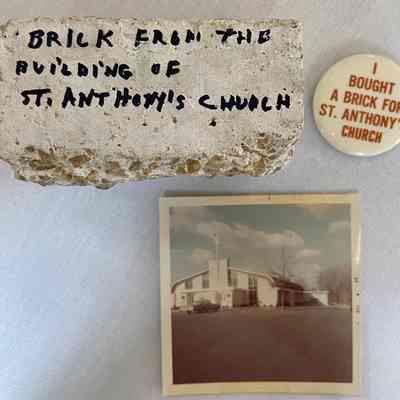 BRICK FROM THE
BUILDING OF
ST. ANTHONY'S CHURCH
I
BOUGHT
A BRICK FOR
ST. ANTHONY'S
CHURCH